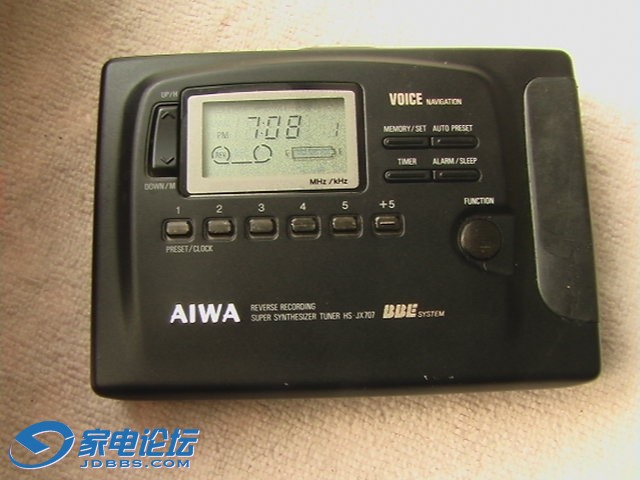 UP/H
DOWN/M
PM 7:08 1
REV
MHz/kHz
VOICE NAVIGATION
MEMORY/SET AUTO PRESET
TIMER ALARM/SLEEP
FUNCTION
1 2 3 4 5 +5
PRESET/CLOCK
AIWA
REVERSE RECORDING
SUPER SYNTHESIZER TUNER HS JX707
BBE SYSTEM
家电论坛
JDBBS.COM